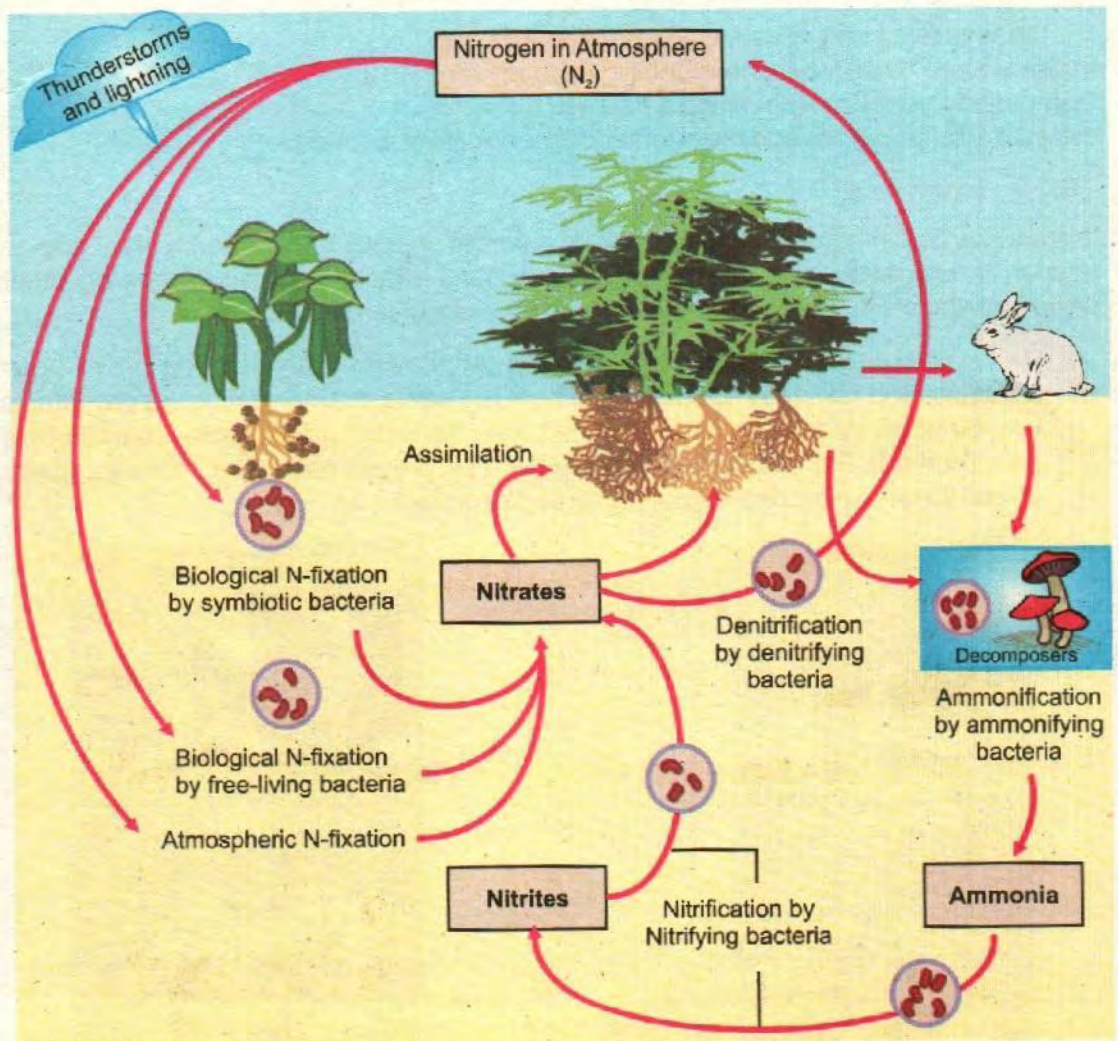 Thunderstorms
and lightning
Nitrogen in Atmosphere
(N₂)
Assimilation
Biological N-fixation
by symbiotic bacteria
Nitrates
Denitrification
by denitrifying
bacteria
Decomposers
Ammonification
by ammonifying
bacteria
Biological N-fixation
by free-living bacteria
Atmospheric N-fixation
Nitrites
Nitrification by
Nitrifying bacteria
Ammonia